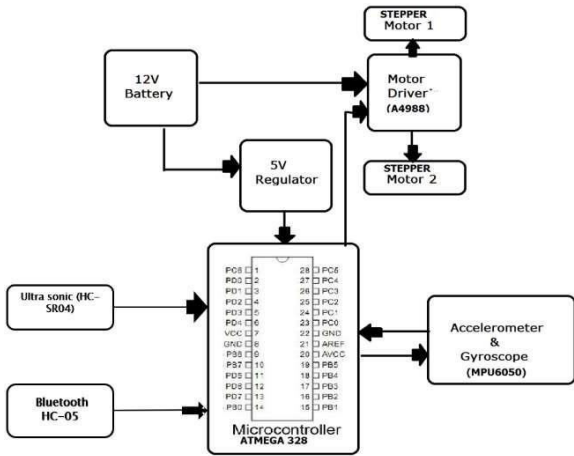 STEPPER
Motor 1
12V
Battery
Motor
Driver
(A4988)
5V
Regulator
STEPPER
Motor 2
PC6 1 28 PC5
PD0 2 27 PC4
PD1 3 26 PC3
PD2 4 25 PC2
PD3 5 24 PC1
PD4 6 23 PC0
VCC 7 22 GND
GND 8 21 AREF
PB6 9 20 AVCC
PB7 10 19 PB5
PD5 11 18 PB4
PD6 12 17 PB3
PD7 13 16 PB2
PB0 14 15 PB1
Microcontroller
ATMEGA 328
Ultra sonic (HC-
SR04)
Bluetooth
HC-05
Accelerometer
&
Gyroscope
(MPU6050)